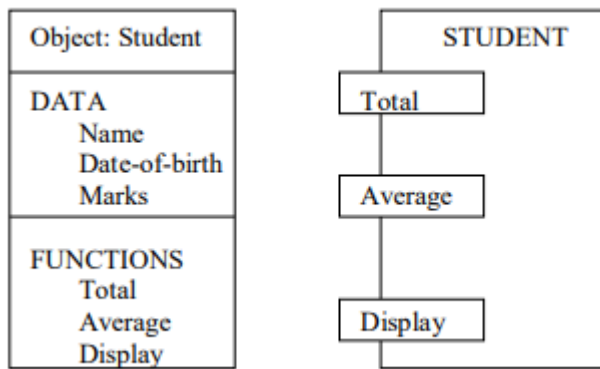 Object: Student
DATA
Name
Date-of-birth
Marks
FUNCTIONS
Total
Average
Display
STUDENT
Total
Average
Display